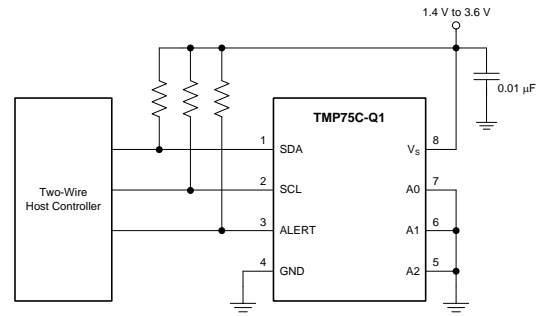 1.4 V to 3.6 V
0.01 μF
TMP75C-Q1
Two-Wire
Host Controller
1 SDA
2 SCL
3 ALERT
4 GND
VS 8
A0 7
A1 6
A2 5